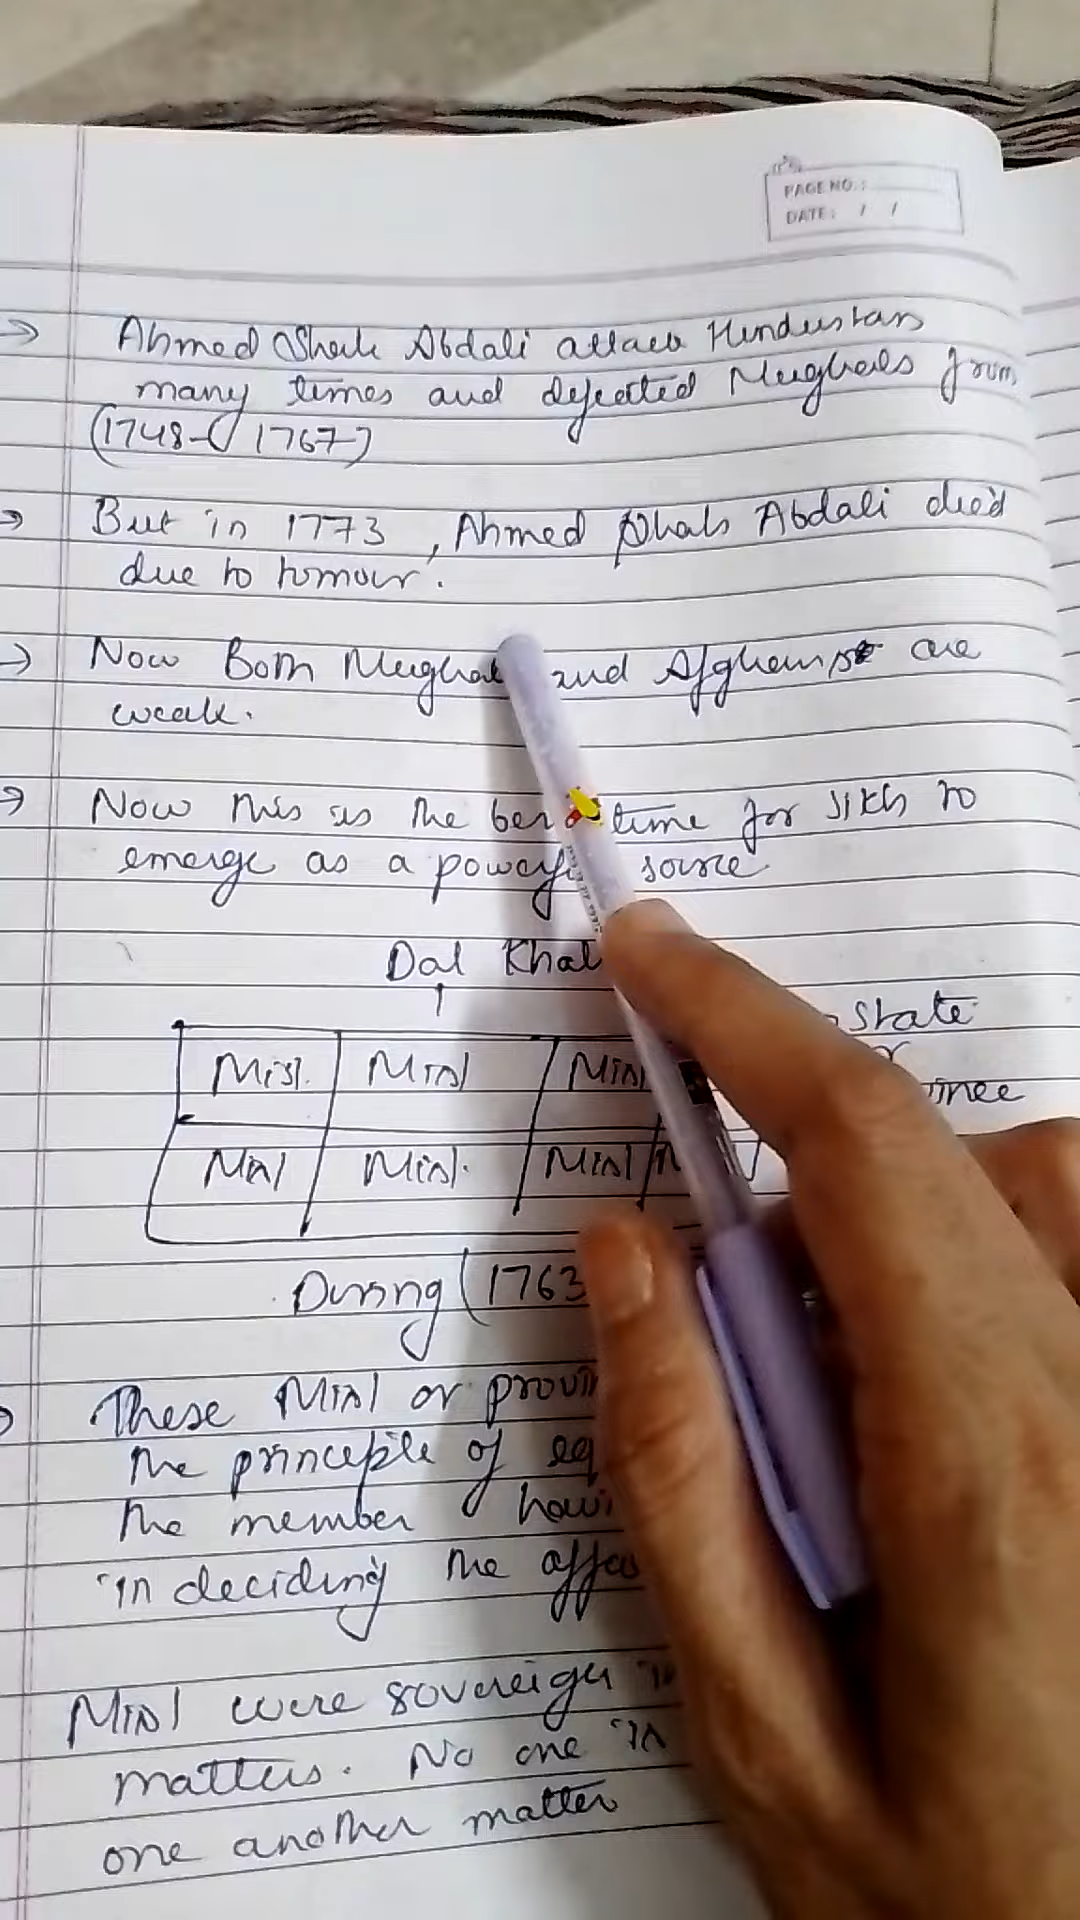 PAGE NO.:
DATE: / /
→ Ahmed Shah Abdali attack Hindustan
many times and defeated Mughals from
(1748-1767)
→ But in 1773, Ahmed Shah Abdali died
due to tumour.
→ Now Both Mughal and Afghans are
weak.
→ Now this is the best time for sikh to
emerge as a powerful source
Dal Khal
State
Misl. Misl Misl
Misl Misl. Misl M
During (1763
These Misl or provin
the principle of eq
the member havi
in deciding the affai
Misl were sovereign in
matters. No one in
one another matter